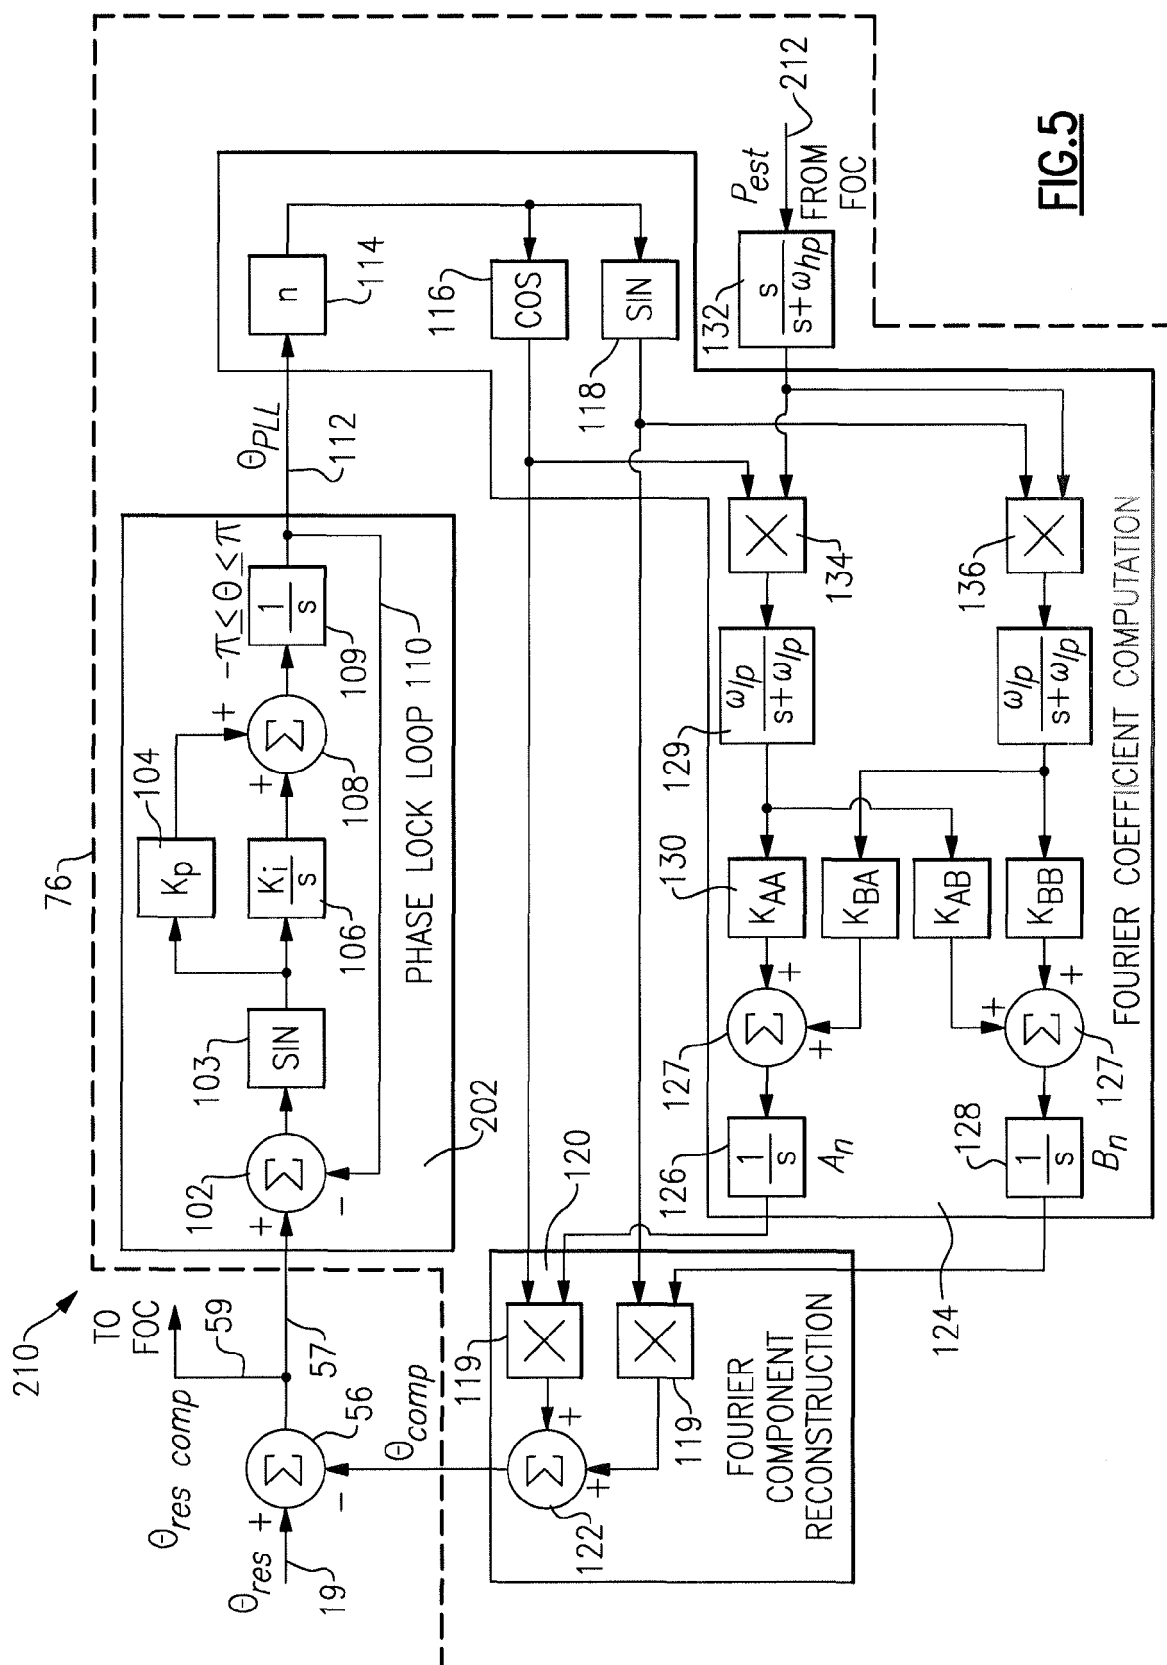 210
76
Θres
19
+
-
Σ
56
Θres comp
TO
FOC
59
57
Θcomp
102
+
-
Σ
103
SIN
104
Kp
106
Ki
s
+
+
Σ
108
-π≤Θ≤π
1
s
109
110
PHASE LOCK LOOP
202
ΘPLL
112
n
114
116
COS
118
SIN
Pest
212
FROM
FOC
132
s
s+ωhp
134
136
129
ωlp
s+ωlp
ωlp
s+ωlp
130
KAA
KBA
KAB
KBB
+
+
Σ
127
+
+
Σ
127
126
1
s
An
128
1
s
Bn
124
FOURIER COEFFICIENT COMPUTATION
120
119
119
+
+
Σ
122
FOURIER
COMPONENT
RECONSTRUCTION
FIG.5